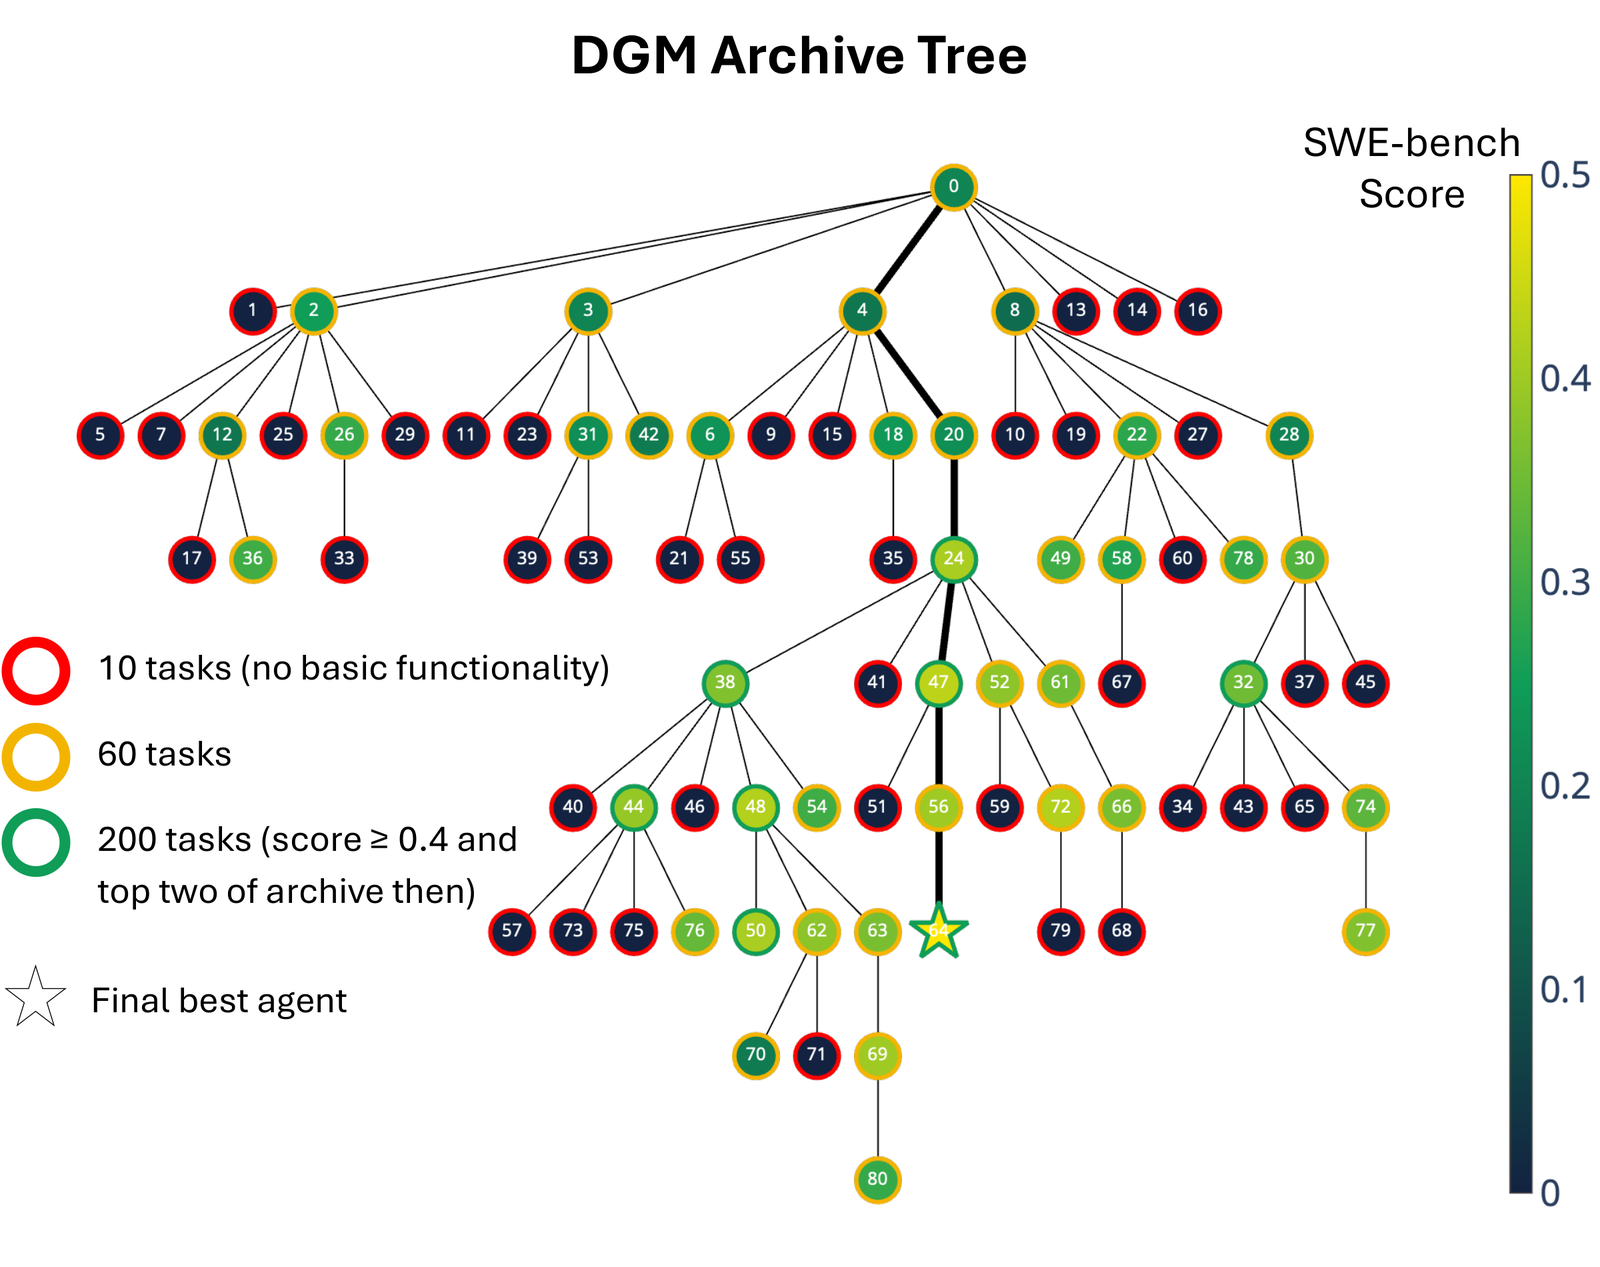 DGM Archive Tree
SWE-bench
Score
0.5
0.4
0.3
0.2
0.1
0
0
1 2 3 4 8 13 14 16
5 7 12 25 26 29 11 23 31 42 6 9 15 18 20 10 19 22 27 28
17 36 33 39 53 21 55 35 24 49 58 60 78 30
38 41 47 52 61 67 32 37 45
40 44 46 48 54 51 56 59 72 66 34 43 65 74
57 73 75 76 50 62 63 64 79 68 77
70 71 69
80
10 tasks (no basic functionality)
60 tasks
200 tasks (score ≥ 0.4 and
top two of archive then)
Final best agent